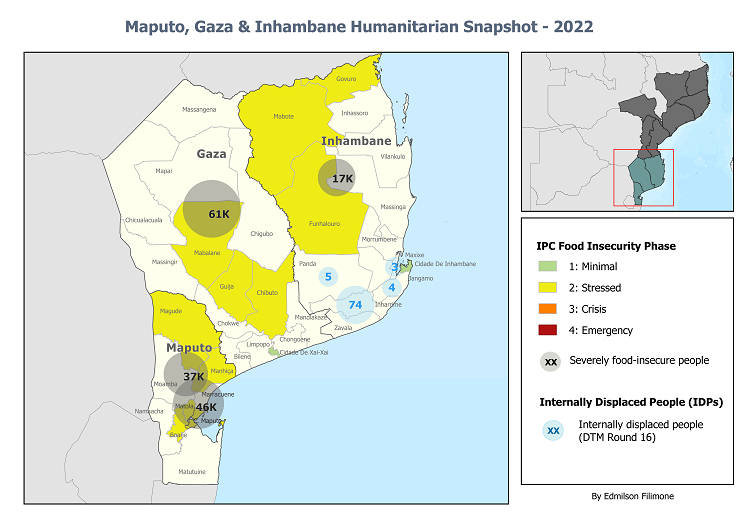 Maputo, Gaza & Inhambane Humanitarian Snapshot - 2022
Govuro
Massangena
Mabote
Inhassoro
Inhambane
Gaza
Vilankulo
Mapai
17K
Massinga
61K
Chicualacuala
Funhalouro
Chigubo
Morrumbene
Mabalane
Maxixe
Massingir
Panda
3
Cidade De Inhambane
5
Jangamo
Guija
Chibuto
4
74
Inharrime
Magude
Mandlakaze
Chokwe
Zavala
Chongoene
Maputo
Limpopo
Cidade De Xai-Xai
Bilene
37K
Manhiça
Moamba
Marracuene
Matola
46K
Namaacha
Maputo
Boane
Matutuine
IPC Food Insecurity Phase
1: Minimal
2: Stressed
3: Crisis
4: Emergency
xx
Severely food-insecure people
Internally Displaced People (IDPs)
xx
Internally displaced people
(DTM Round 16)
By Edmilson Filimone